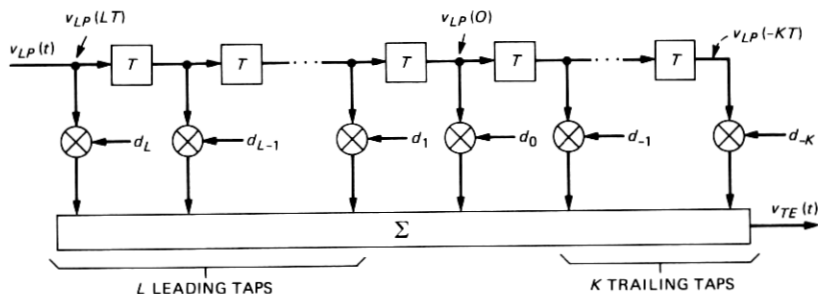 v_LP(LT) v_LP(O) v_LP(-KT)
v_LP(t) T T · · · T T · · · T
d_L d_L-1 d_1 d_0 d_-1 d_-K
Σ v_TE(t)
L LEADING TAPS K TRAILING TAPS